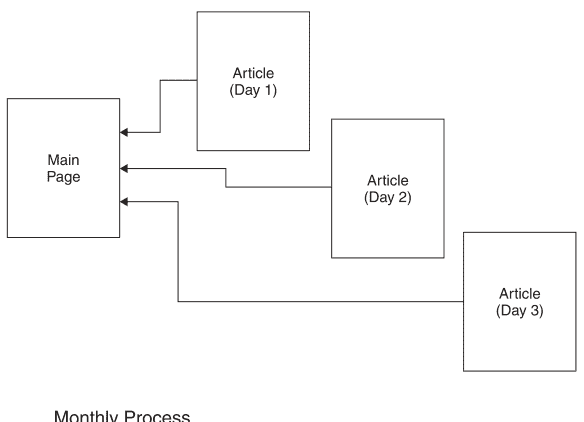 Article
(Day 1)
Main
Page
Article
(Day 2)
Article
(Day 3)
Monthly Process